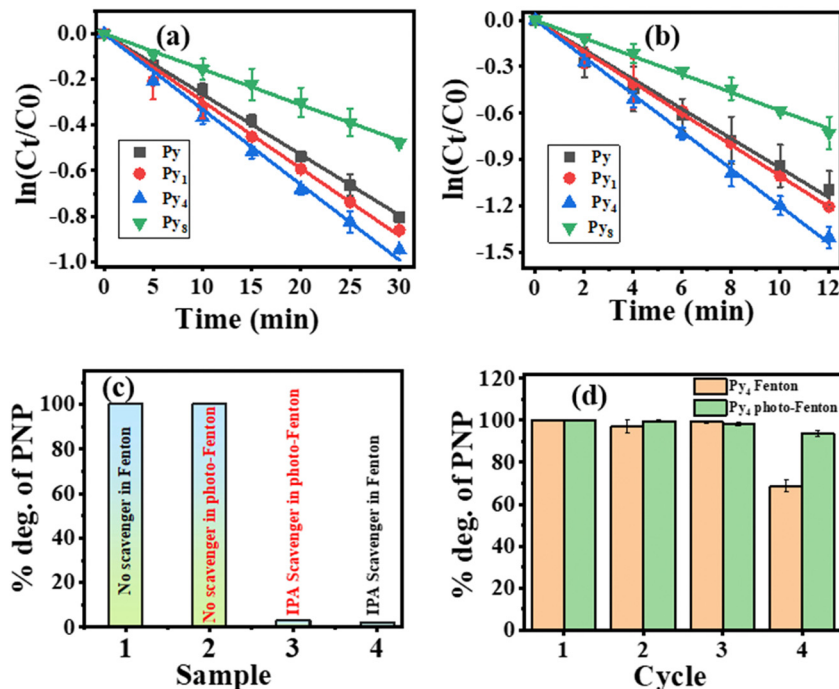 (a)
ln(Ct/C0)
0.0
-0.2
-0.4
-0.6
-0.8
-1.0
Py
Py₁
Py₄
Py₈
0 5 10 15 20 25 30
Time (min)
(b)
ln(Ct/C0)
0.0
-0.3
-0.6
-0.9
-1.2
-1.5
Py
Py₁
Py₄
Py₈
0 2 4 6 8 10 12
Time (min)
(c)
% deg. of PNP
100
80
60
40
20
0
No scavenger in Fenton
No scavenger in photo-Fenton
IPA Scavenger in photo-Fenton
IPA Scavenger in Fenton
1 2 3 4
Sample
(d)
% deg. of PNP
120
100
80
60
40
20
0
Py₄ Fenton
Py₄ photo-Fenton
1 2 3 4
Cycle